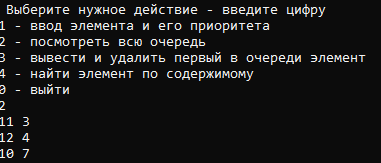 Выберите нужное действие - введите цифру
1 - ввод элемента и его приоритета
2 - посмотреть всю очередь
3 - вывести и удалить первый в очереди элемент
4 - найти элемент по содержимому
0 - выйти
2
11 3
12 4
10 7